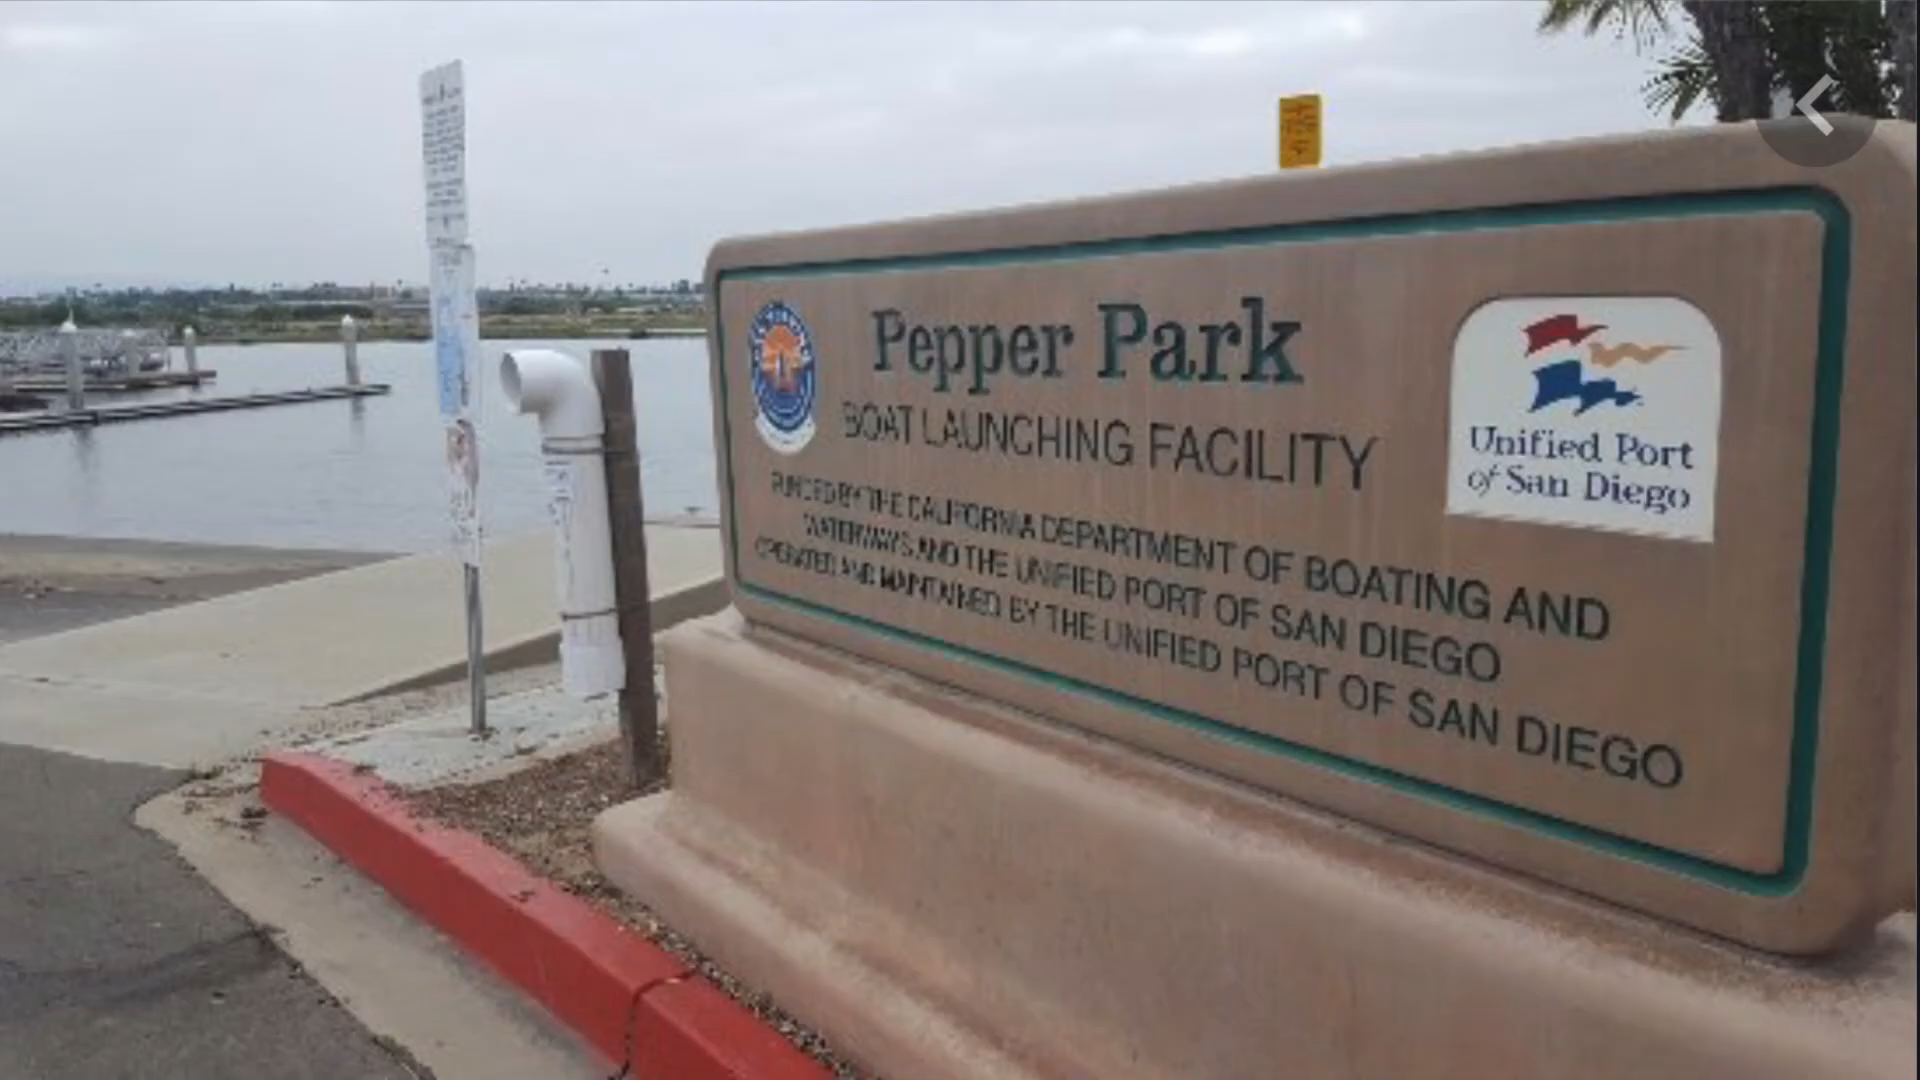 Pepper Park
BOAT LAUNCHING FACILITY
FUNDED BY THE CALIFORNIA DEPARTMENT OF BOATING AND
WATERWAYS AND THE UNIFIED PORT OF SAN DIEGO
OPERATED AND MAINTAINED BY THE UNIFIED PORT OF SAN DIEGO
Unified Port
of San Diego